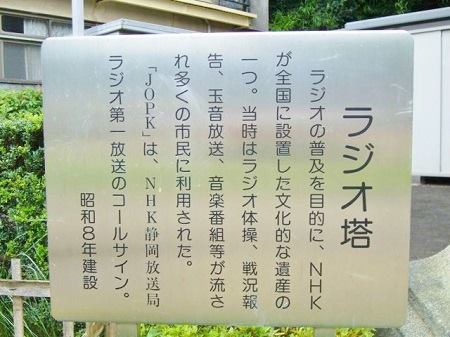 ラジオ塔
ラジオの普及を目的に、NHK
が全国に設置した文化的な遺産の
一つ。当時はラジオ体操、戦況報
告、玉音放送、音楽番組等が流さ
れ多くの市民に利用された。
「JOPK」は、NHK静岡放送局
ラジオ第一放送のコールサイン。
昭和8年建設